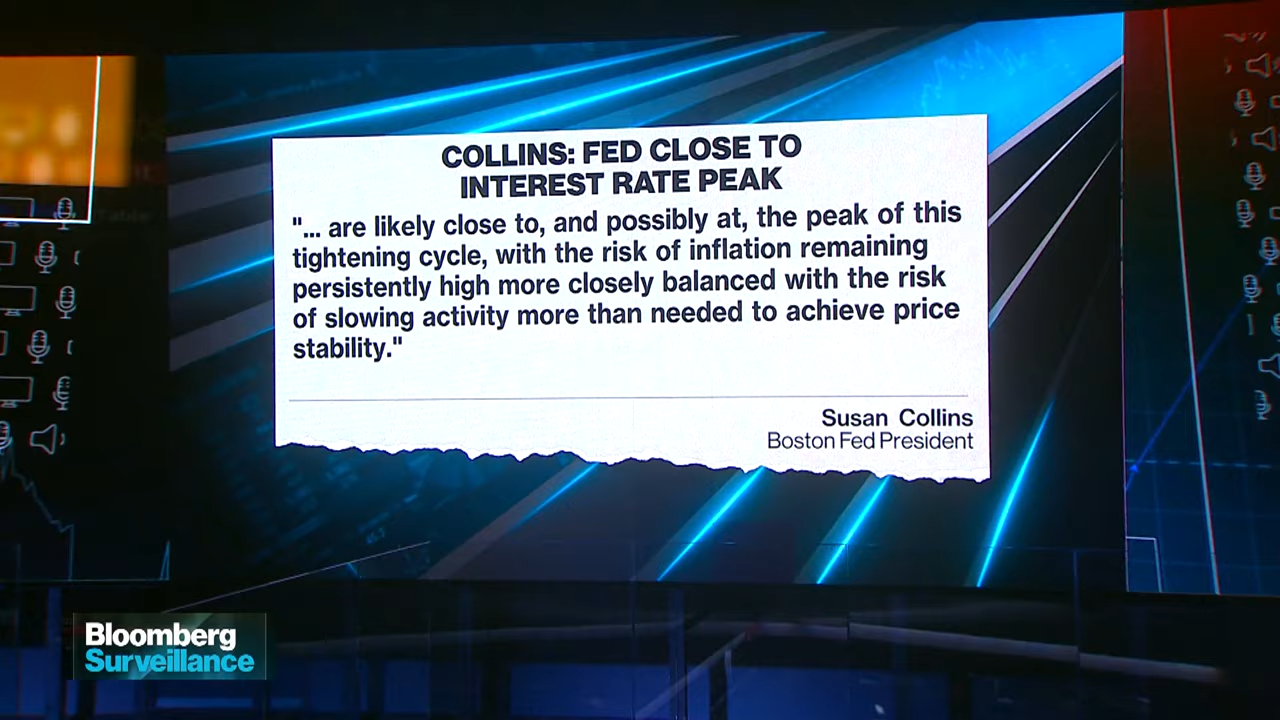 COLLINS: FED CLOSE TO
INTEREST RATE PEAK
"... are likely close to, and possibly at, the peak of this
tightening cycle, with the risk of inflation remaining
persistently high more closely balanced with the risk
of slowing activity more than needed to achieve price
stability."
Susan Collins
Boston Fed President
Bloomberg
Surveillance